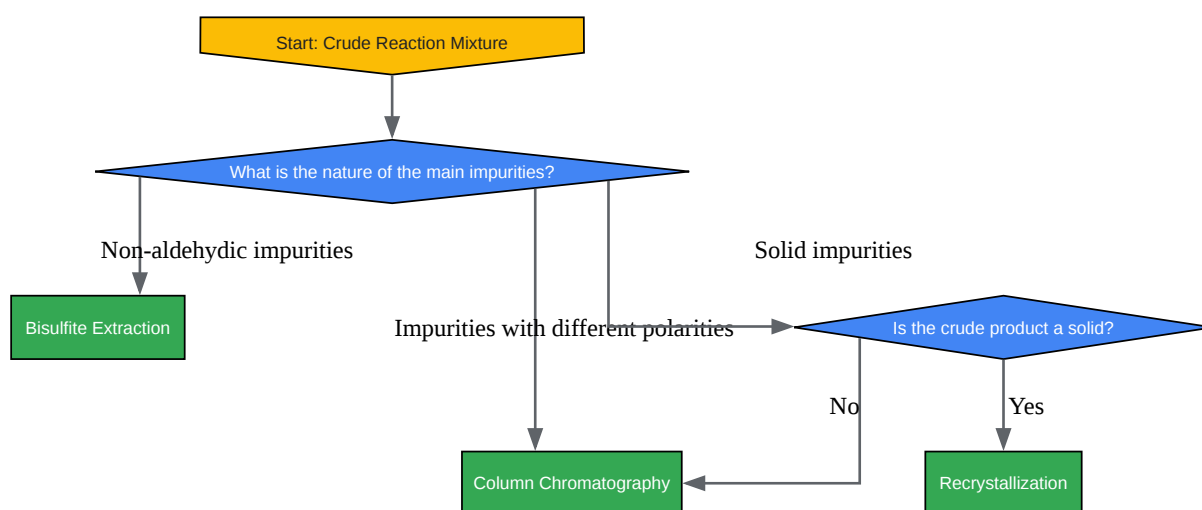 Start: Crude Reaction Mixture
What is the nature of the main impurities?
Non-aldehydic impurities
Solid impurities
Bisulfite Extraction
Impurities with different polarities
Is the crude product a solid?
No
Yes
Column Chromatography
Recrystallization